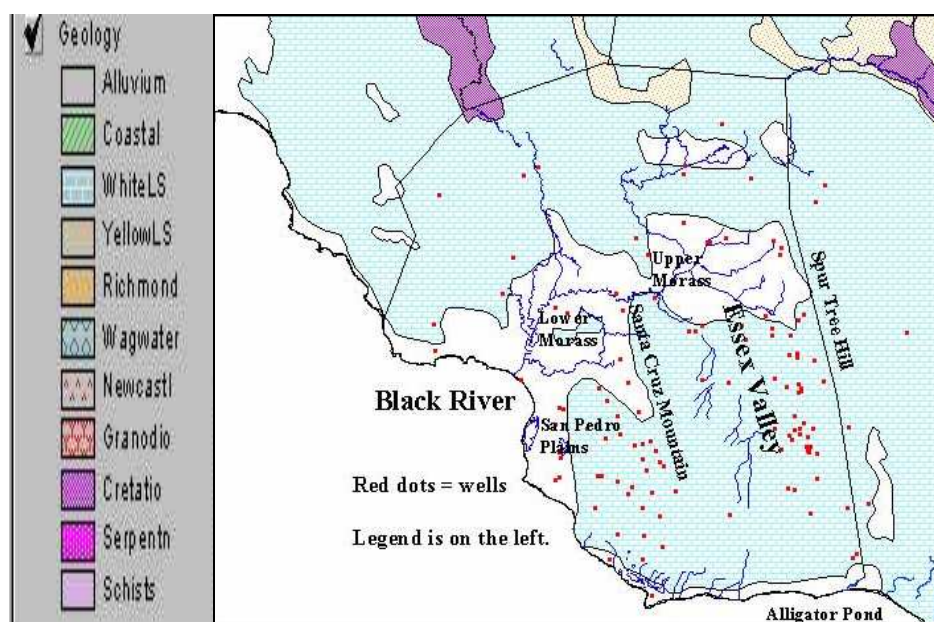 Geology
Alluvium
Coastal
WhiteLS
YellowLS
Richmond
Wagwater
Newcastl
Granodio
Cretatio
Serpentn
Schists
Upper
Morass
Spur Tree Hill
Lower
Morass
Santa Cruz Mountain
Essex Valley
Black River
San Pedro
Plains
Red dots = wells
Legend is on the left.
Alligator Pond